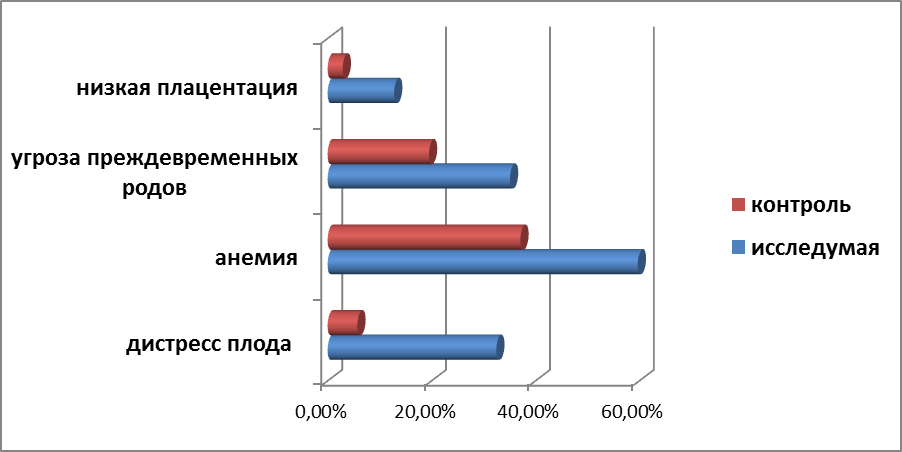 низкая плацентация
угроза преждевременных
родов
анемия
дистресс плода
контроль
исследумая
0,00%
20,00%
40,00%
60,00%